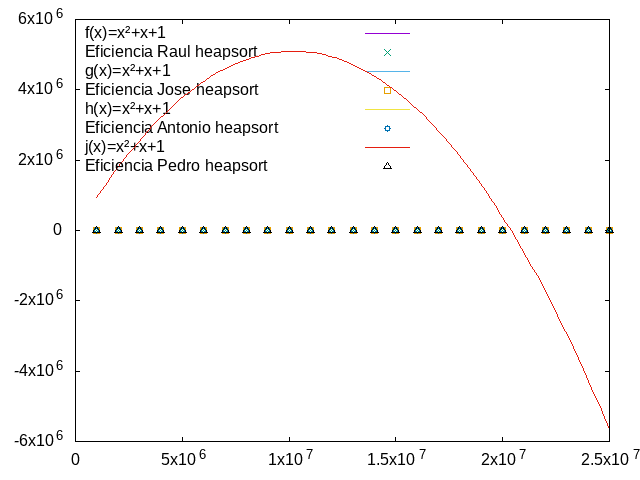 6x10⁶
4x10⁶
2x10⁶
0
-2x10⁶
-4x10⁶
-6x10⁶
f(x)=x²+x+1
Eficiencia Raul heapsort
g(x)=x²+x+1
Eficiencia Jose heapsort
h(x)=x²+x+1
Eficiencia Antonio heapsort
j(x)=x²+x+1
Eficiencia Pedro heapsort
0 5x10⁶ 1x10⁷ 1.5x10⁷ 2x10⁷ 2.5x10⁷